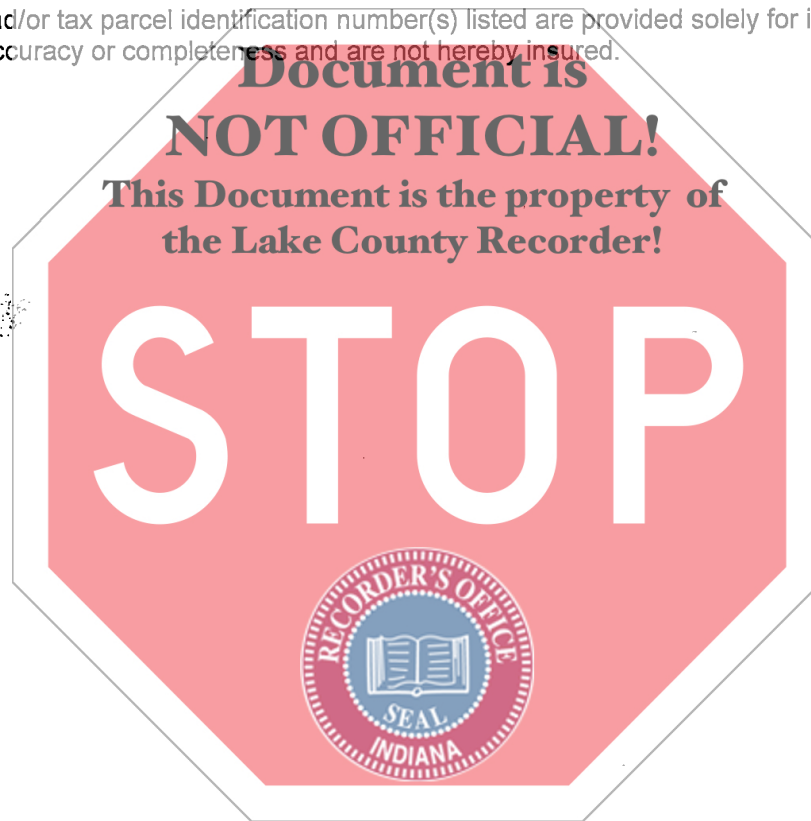 d/or tax parcel identification number(s) listed are provided solely for i
ccuracy or completeness and are not hereby insured.
Document is
NOT OFFICIAL!
This Document is the property of
the Lake County Recorder!
STOP
RECORDER'S OFFICE
SEAL
INDIANA